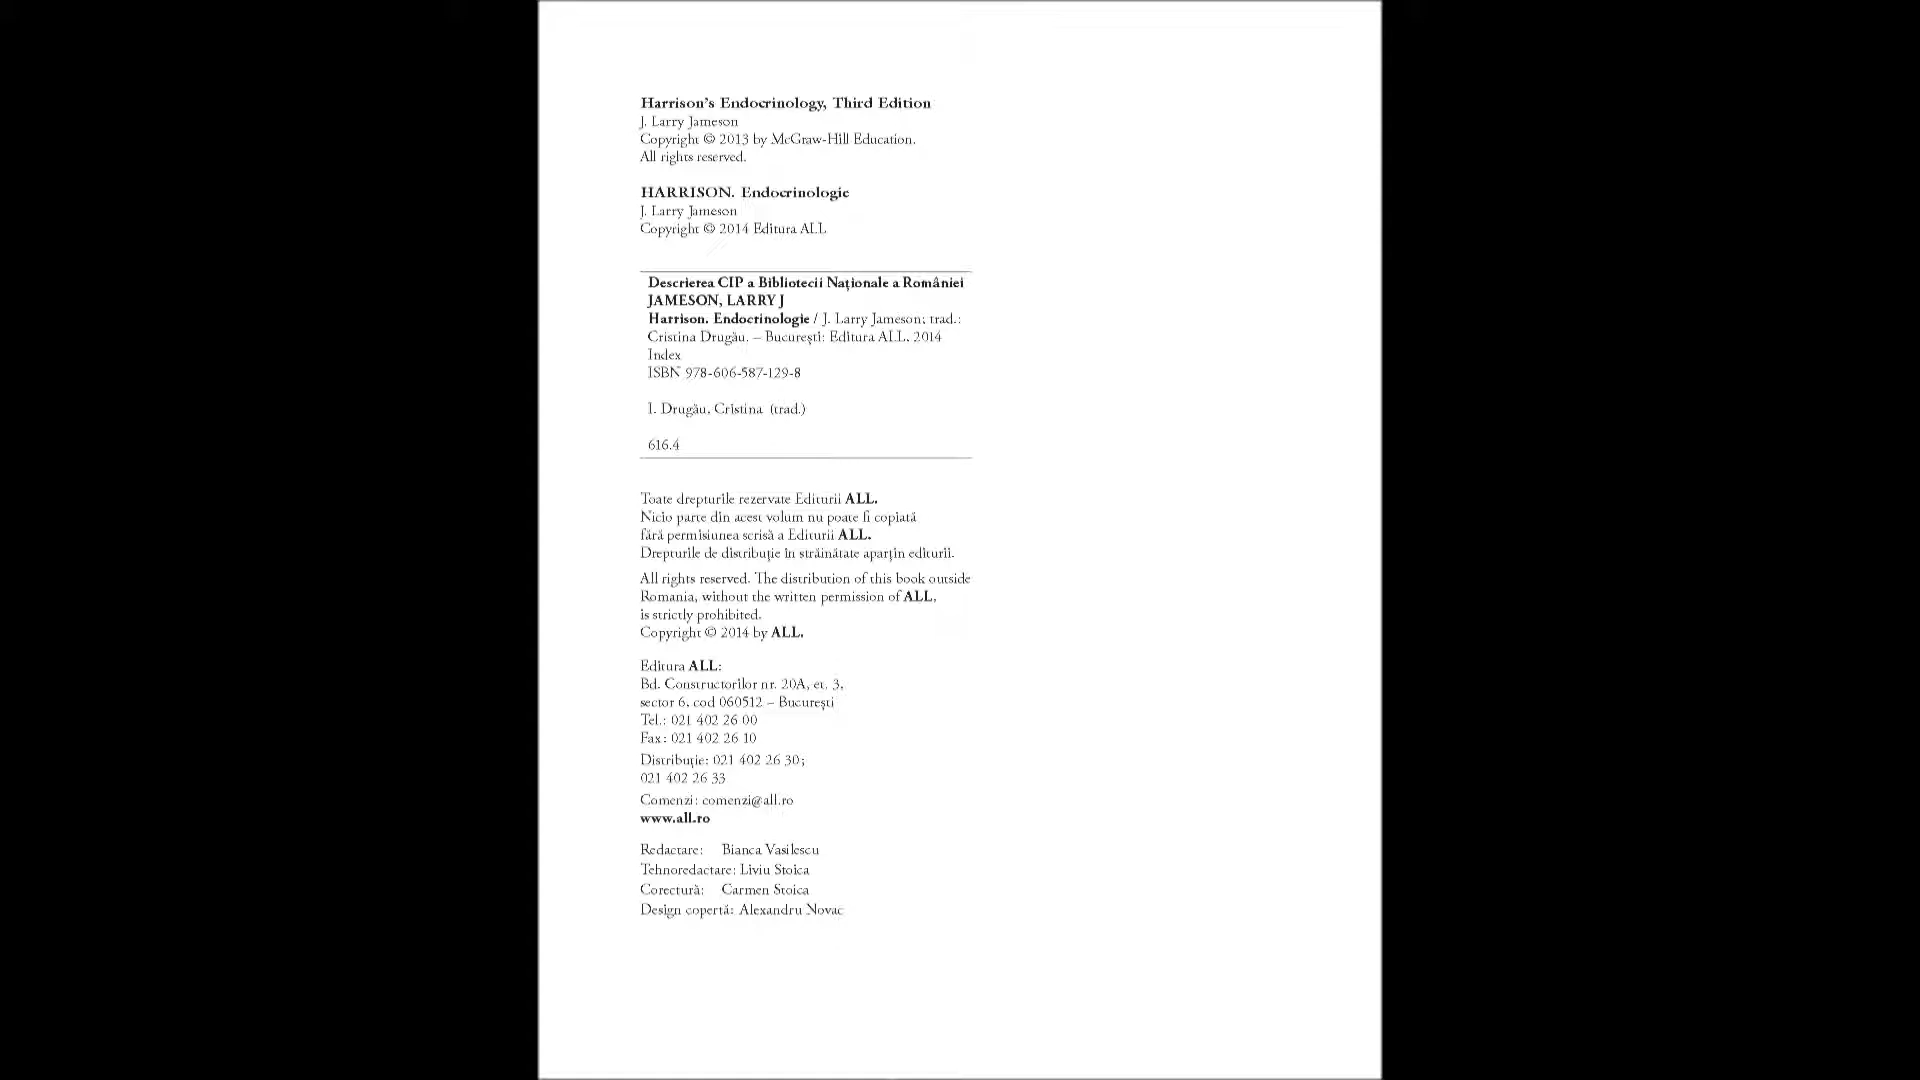 Harrison's Endocrinology, Third Edition
J. Larry Jameson
Copyright © 2013 by McGraw-Hill Education.
All rights reserved.
HARRISON. Endocrinologie
J. Larry Jameson
Copyright © 2014 Editura ALL
Descrierea CIP a Bibliotecii Naţionale a României
JAMESON, LARRY J
Harrison. Endocrinologie / J. Larry Jameson; trad.:
Cristina Drugău. – Bucureşti: Editura ALL, 2014
Index
ISBN 978-606-587-129-8
I. Drugău, Cristina (trad.)
616.4
Toate drepturile rezervate Editurii ALL.
Nicio parte din acest volum nu poate fi copiată
fără permisiunea scrisă a Editurii ALL.
Drepturile de distribuţie în străinătate aparţin editurii.
All rights reserved. The distribution of this book outside
Romania, without the written permission of ALL,
is strictly prohibited.
Copyright © 2014 by ALL.
Editura ALL:
Bd. Constructorilor nr. 20A, et. 3,
sector 6, cod 060512 – Bucureşti
Tel.: 021 402 26 00
Fax: 021 402 26 10
Distribuţie: 021 402 26 30;
021 402 26 33
Comenzi: comenzi@all.ro
www.all.ro
Redactare: Bianca Vasilescu
Tehnoredactare: Liviu Stoica
Corectură: Carmen Stoica
Design copertă: Alexandru Novac